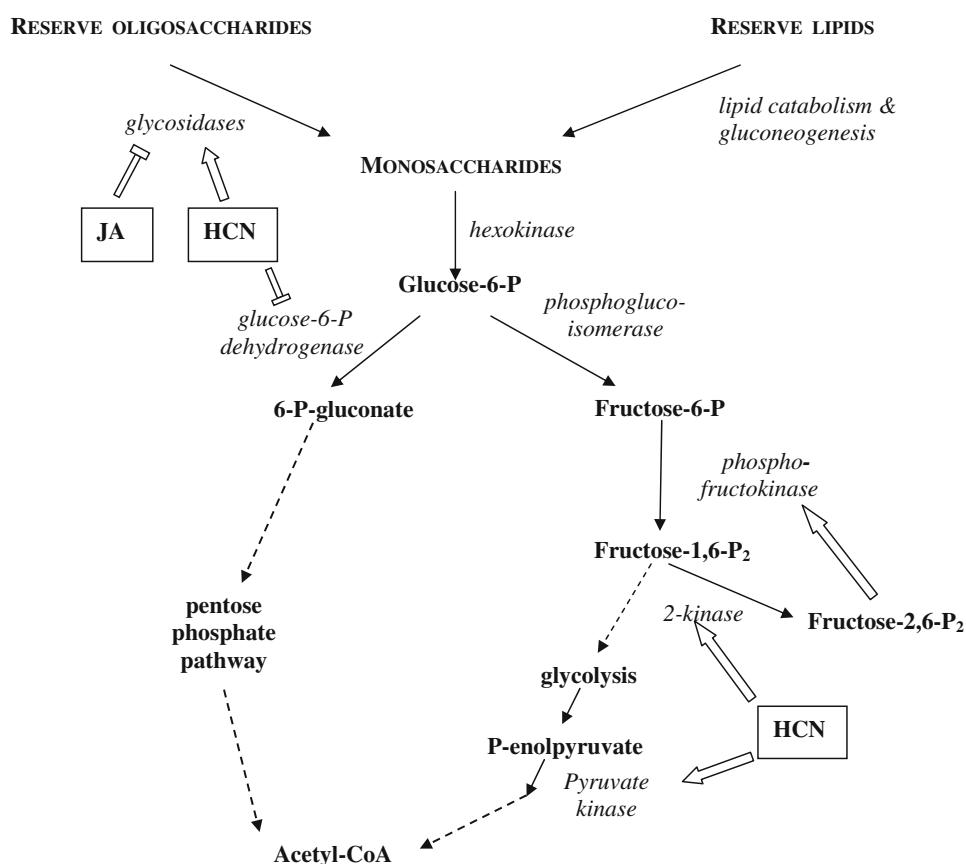 RESERVE OLIGOSACCHARIDES
RESERVE LIPIDS
lipid catabolism &
gluconeogenesis
glycosidases
MONOSACCHARIDES
JA
HCN
hexokinase
Glucose-6-P
phosphogluco-
isomerase
glucose-6-P
dehydrogenase
6-P-gluconate
Fructose-6-P
phospho-
fructokinase
Fructose-1,6-P₂
2-kinase
Fructose-2,6-P₂
pentose
phosphate
pathway
glycolysis
HCN
P-enolpyruvate
Pyruvate
kinase
Acetyl-CoA